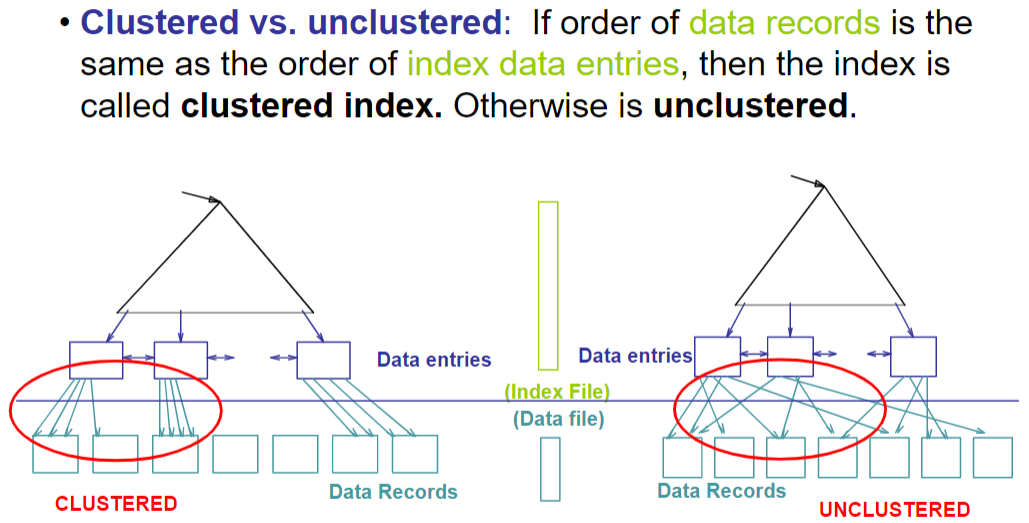 • Clustered vs. unclustered: If order of data records is the
same as the order of index data entries, then the index is
called clustered index. Otherwise is unclustered.
Data entries
Data entries
(Index File)
(Data file)
Data Records
Data Records
CLUSTERED
UNCLUSTERED